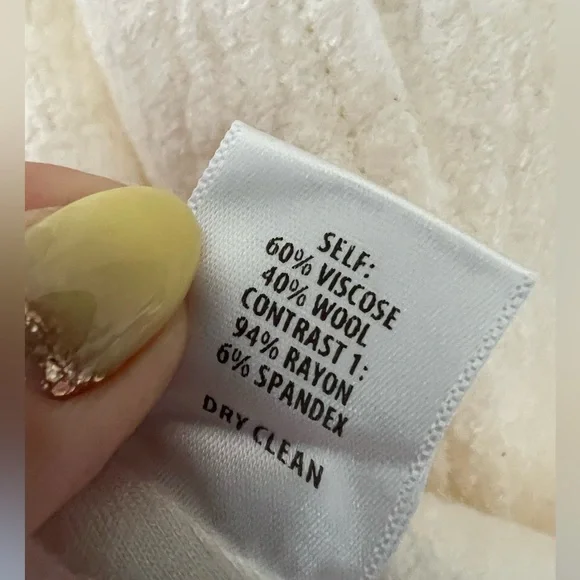 SELF:
60% VISCOSE
40% WOOL
CONTRAST 1:
94% RAYON
6% SPANDEX
DRY CLEAN